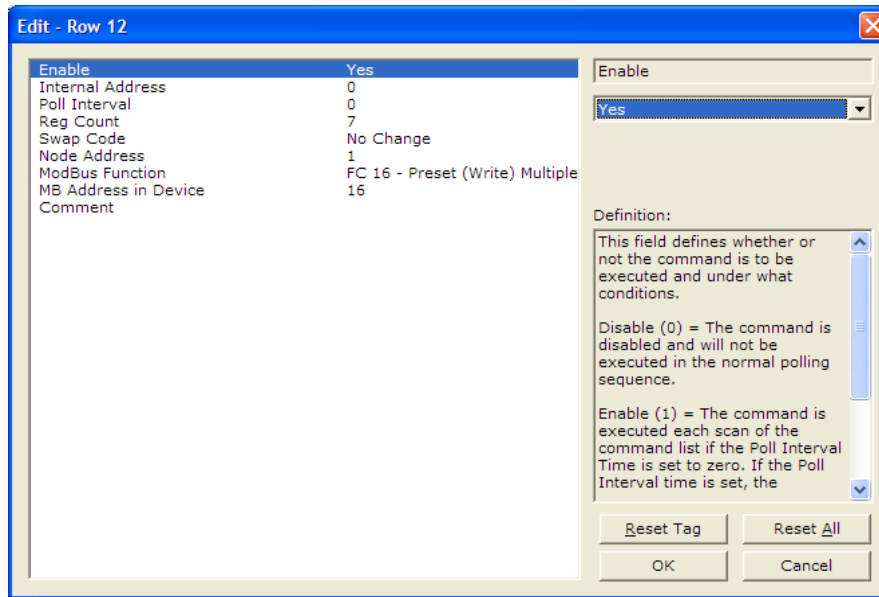 Edit - Row 12
Enable Yes
Internal Address 0
Poll Interval 0
Reg Count 7
Swap Code No Change
Node Address 1
ModBus Function FC 16 - Preset (Write) Multiple
MB Address in Device 16
Comment
Enable
Yes
Definition:
This field defines whether or
not the command is to be
executed and under what
conditions.
Disable (0) = The command is
disabled and will not be
executed in the normal polling
sequence.
Enable (1) = The command is
executed each scan of the
command list if the Poll Interval
Time is set to zero. If the Poll
Interval time is set, the
Reset Tag Reset All
OK Cancel